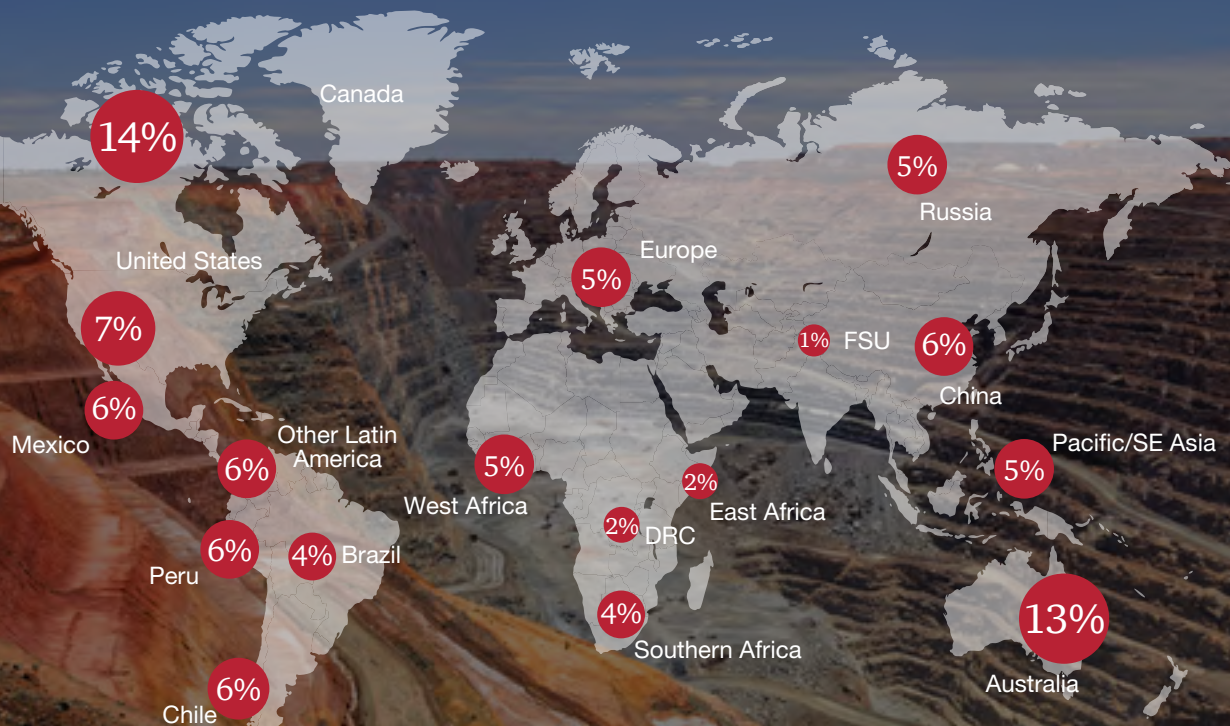 Canada
14%
5%
Russia
United States
Europe
5%
7%
1%
FSU
6%
China
6%
Mexico
Other Latin
America
6%
Pacific/SE Asia
5%
5%
West Africa
2%
East Africa
2%
DRC
6%
Peru
4%
Brazil
4%
Southern Africa
13%
Australia
6%
Chile